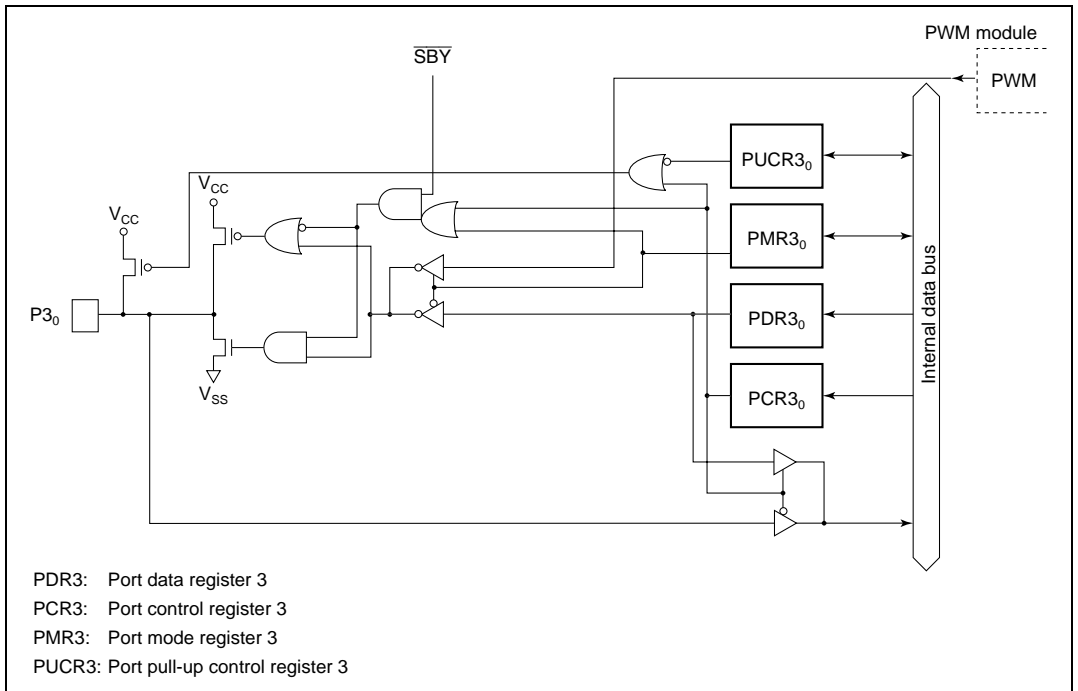 PWM module
SBY
PWM
PUCR3₀
V_CC
V_CC
PMR3₀
P3₀
PDR3₀
V_SS
PCR3₀
Internal data bus
PDR3: Port data register 3
PCR3: Port control register 3
PMR3: Port mode register 3
PUCR3: Port pull-up control register 3